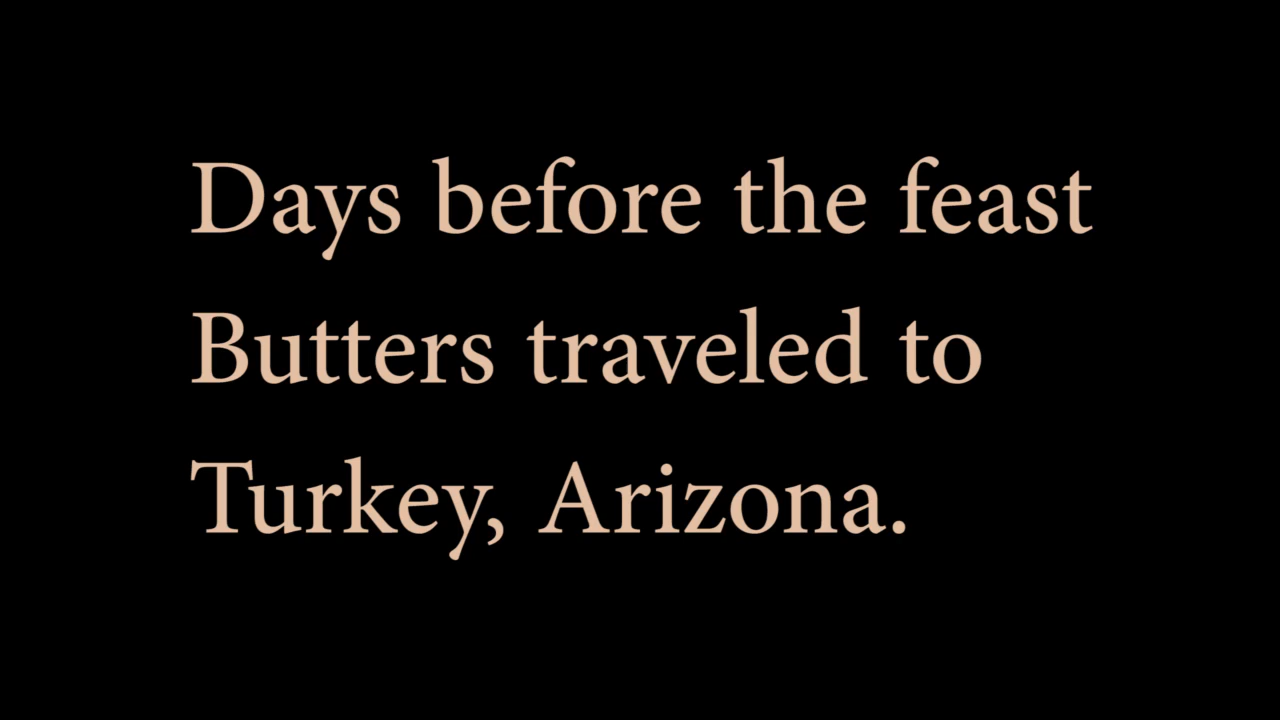 Days before the feast
Butters traveled to
Turkey, Arizona.